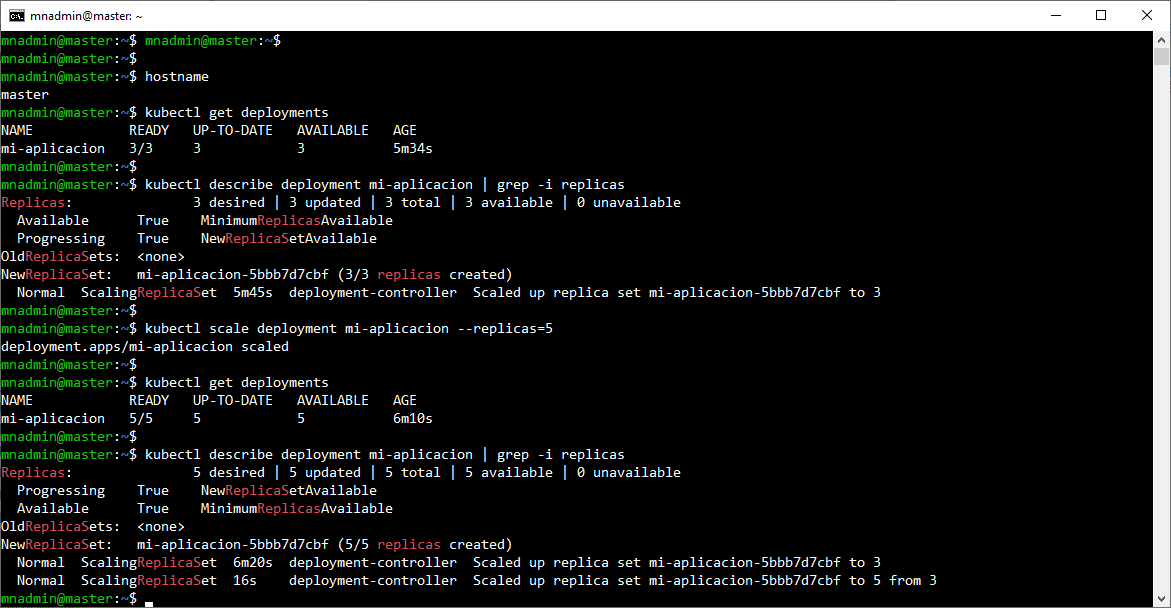 mnadmin@master: ~
mnadmin@master:~$ mnadmin@master:~$
mnadmin@master:~$
mnadmin@master:~$ hostname
master
mnadmin@master:~$ kubectl get deployments
NAME            READY   UP-TO-DATE   AVAILABLE   AGE
mi-aplicacion   3/3     3            3           5m34s
mnadmin@master:~$
mnadmin@master:~$ kubectl describe deployment mi-aplicacion | grep -i replicas
Replicas:               3 desired | 3 updated | 3 total | 3 available | 0 unavailable
  Available      True    MinimumReplicasAvailable
  Progressing    True    NewReplicaSetAvailable
OldReplicaSets:  <none>
NewReplicaSet:   mi-aplicacion-5bbb7d7cbf (3/3 replicas created)
  Normal  ScalingReplicaSet  5m45s  deployment-controller  Scaled up replica set mi-aplicacion-5bbb7d7cbf to 3
mnadmin@master:~$
mnadmin@master:~$ kubectl scale deployment mi-aplicacion --replicas=5
deployment.apps/mi-aplicacion scaled
mnadmin@master:~$
mnadmin@master:~$ kubectl get deployments
NAME            READY   UP-TO-DATE   AVAILABLE   AGE
mi-aplicacion   5/5     5            5           6m10s
mnadmin@master:~$
mnadmin@master:~$ kubectl describe deployment mi-aplicacion | grep -i replicas
Replicas:               5 desired | 5 updated | 5 total | 5 available | 0 unavailable
  Progressing    True    NewReplicaSetAvailable
  Available      True    MinimumReplicasAvailable
OldReplicaSets:  <none>
NewReplicaSet:   mi-aplicacion-5bbb7d7cbf (5/5 replicas created)
  Normal  ScalingReplicaSet  6m20s  deployment-controller  Scaled up replica set mi-aplicacion-5bbb7d7cbf to 3
  Normal  ScalingReplicaSet  16s    deployment-controller  Scaled up replica set mi-aplicacion-5bbb7d7cbf to 5 from 3
mnadmin@master:~$